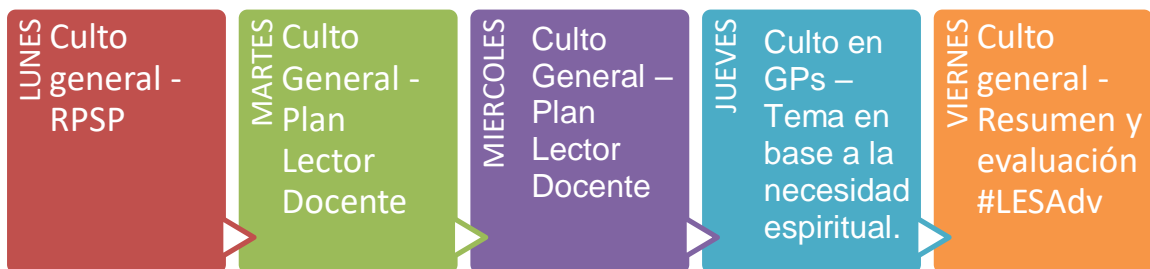 LUNES
Culto
general -
RPSP
MARTES
Culto
General -
Plan
Lector
Docente
MIERCOLES
Culto
General –
Plan
Lector
Docente
JUEVES
Culto en
GPs –
Tema en
base a la
necesidad
espiritual.
VIERNES
Culto
general -
Resumen y
evaluación
#LESAdv